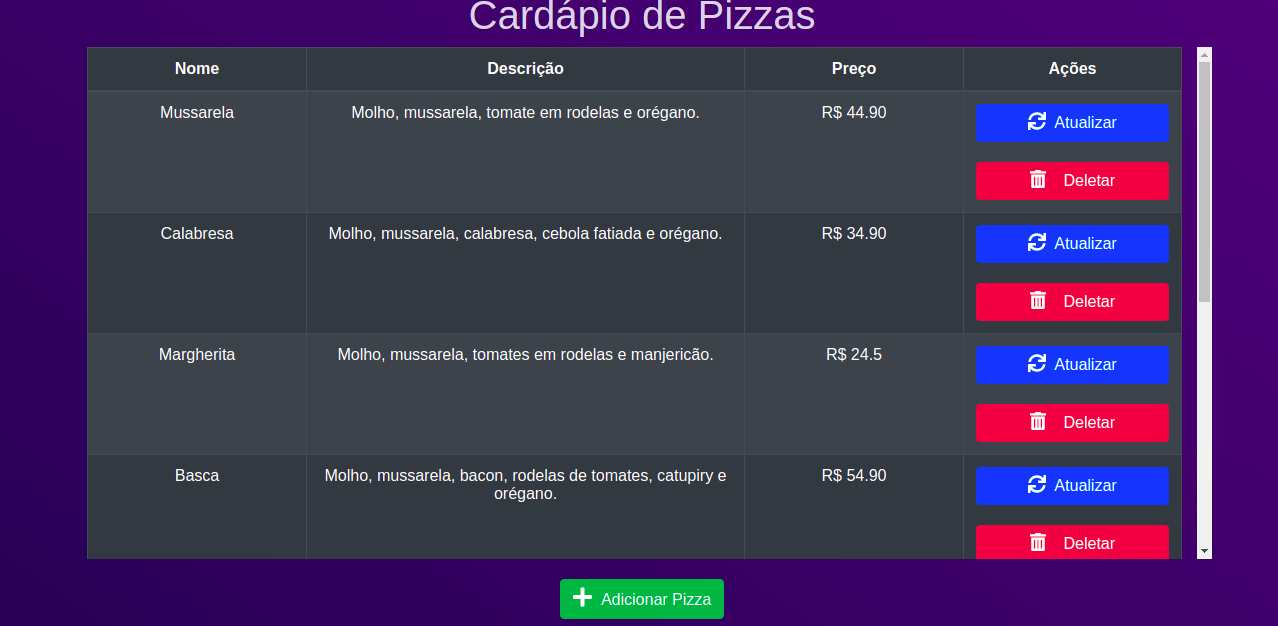 Cardápio de Pizzas
Nome Descrição Preço Ações
Mussarela Molho, mussarela, tomate em rodelas e orégano. R$ 44.90 Atualizar
Deletar
Calabresa Molho, mussarela, calabresa, cebola fatiada e orégano. R$ 34.90 Atualizar
Deletar
Margherita Molho, mussarela, tomates em rodelas e manjericão. R$ 24.5 Atualizar
Deletar
Basca Molho, mussarela, bacon, rodelas de tomates, catupiry e R$ 54.90 Atualizar
orégano.
Deletar
Adicionar Pizza